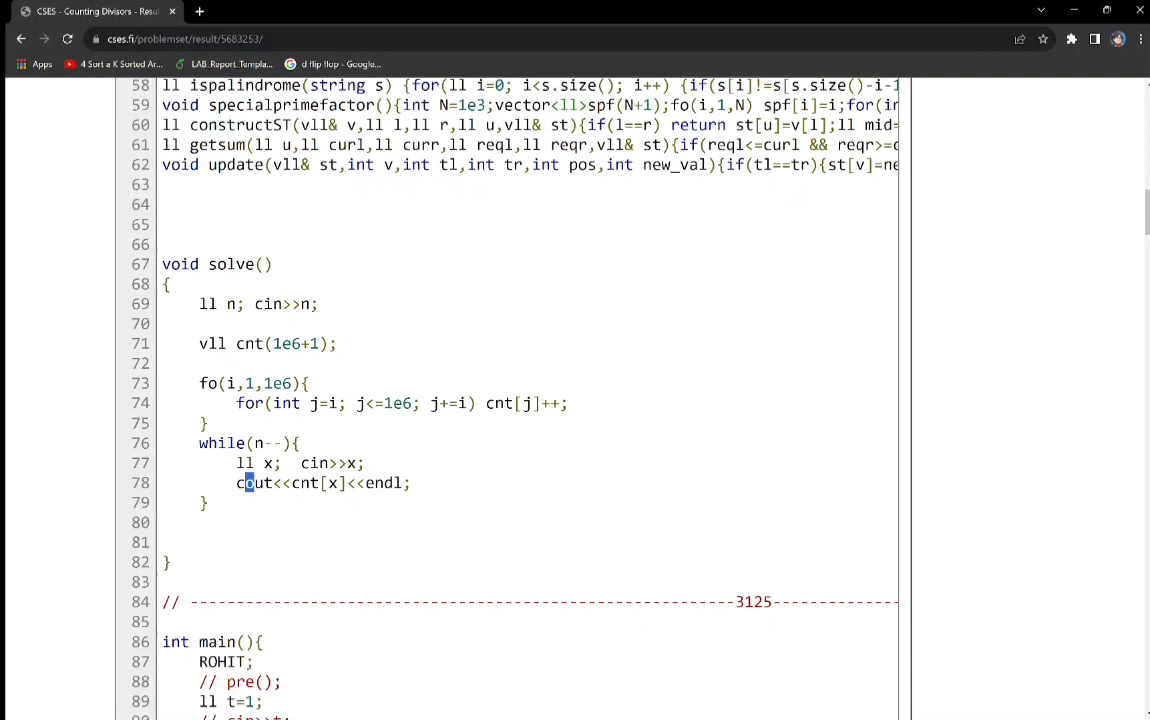 CSES - Counting Divisors - Resul
cses.fi/problemset/result/5683253/
Apps 4 Sort a K Sorted Ar... LAB_Report_Templa... d flip flop - Google...
58 ll ispalindrome(string s) {for(ll i=0; i<s.size(); i++) {if(s[i]!=s[s.size()-i-1
59 void specialprimefactor(){int N=1e3;vector<ll>spf(N+1);fo(i,1,N) spf[i]=i;for(in
60 ll constructST(vll& v,ll l,ll r,ll u,vll& st){if(l==r) return st[u]=v[l];ll mid=
61 ll getsum(ll u,ll curl,ll curr,ll reql,ll reqr,vll& st){if(reql<=curl && reqr>=c
62 void update(vll& st,int v,int tl,int tr,int pos,int new_val){if(tl==tr){st[v]=ne
63
64
65
66
67 void solve()
68 {
69 ll n; cin>>n;
70
71 vll cnt(1e6+1);
72
73 fo(i,1,1e6){
74 for(int j=i; j<=1e6; j+=i) cnt[j]++;
75 }
76 while(n--){
77 ll x; cin>>x;
78 cout<<cnt[x]<<endl;
79 }
80
81
82 }
83
84 // -----------------------------------------------------------3125--------------
85
86 int main(){
87 ROHIT;
88 // pre();
89 ll t=1;
90 // cin>>t;